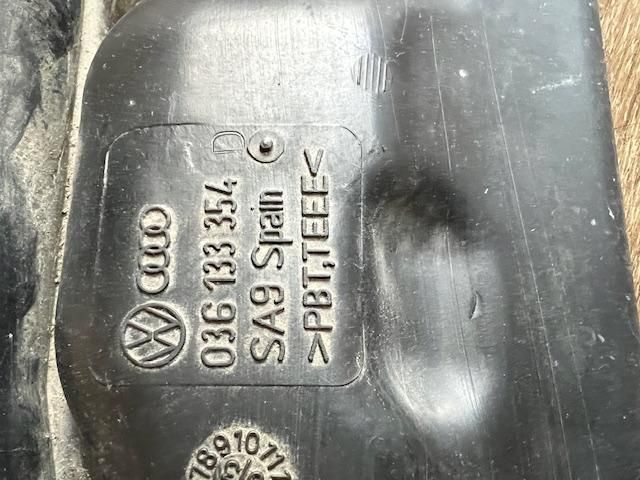 036 133 354 D
SA9 Spain
>PBT,TEEE<